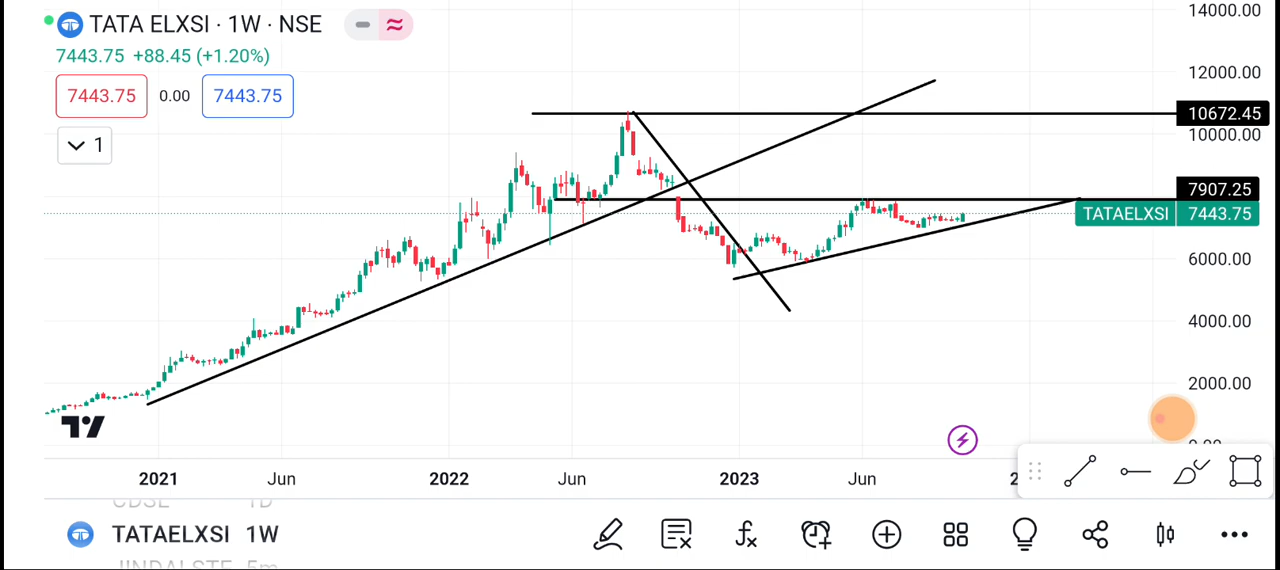 TATA ELXSI · 1W · NSE
7443.75 +88.45 (+1.20%)
7443.75 0.00 7443.75
1
14000.00
12000.00
10672.45
10000.00
7907.25
TATAELXSI 7443.75
6000.00
4000.00
2000.00
2021 Jun 2022 Jun 2023 Jun
TATAELXSI 1W